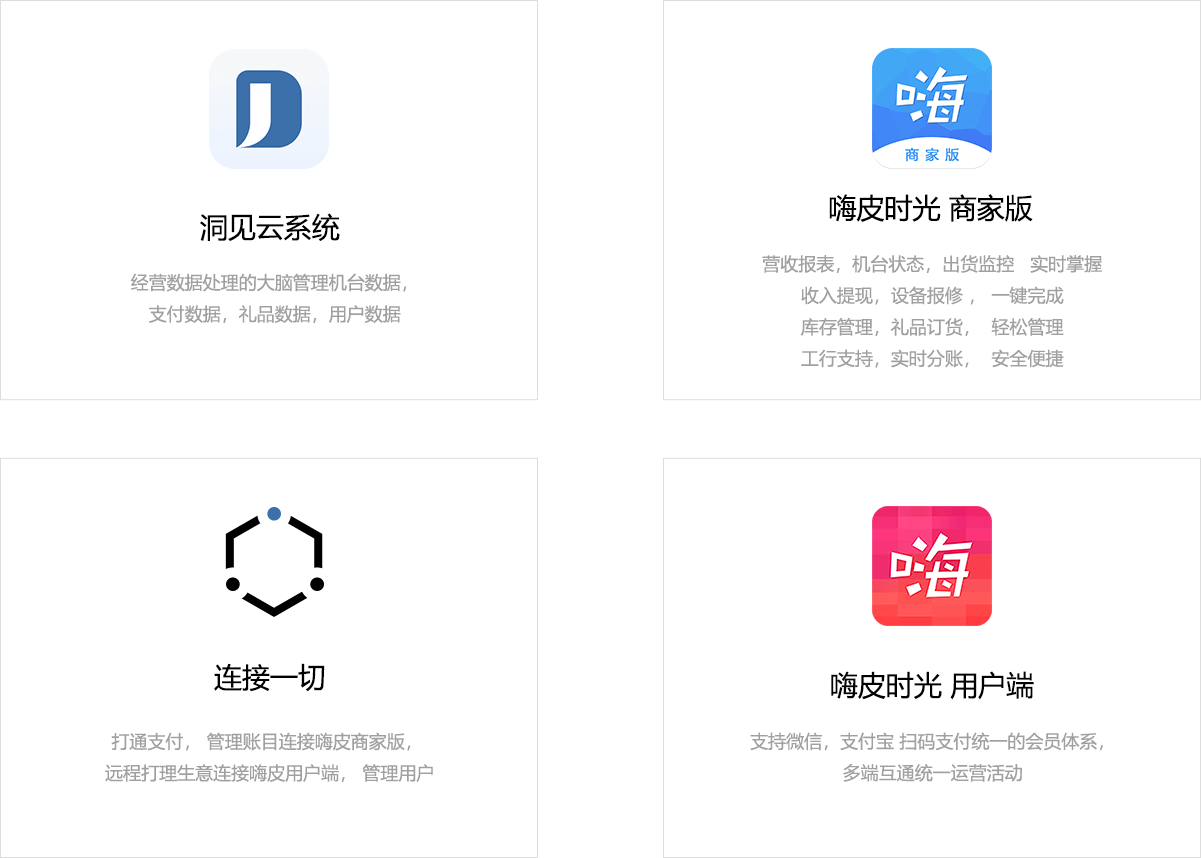 洞见云系统
经营数据处理的大脑管理机台数据，
支付数据，礼品数据，用户数据
嗨
商家版
嗨皮时光 商家版
营收报表，机台状态，出货监控 实时掌握
收入提现，设备报修 ， 一键完成
库存管理，礼品订货， 轻松管理
工行支持，实时分账， 安全便捷
连接一切
打通支付， 管理账目连接嗨皮商家版，
远程打理生意连接嗨皮用户端， 管理用户
嗨
嗨皮时光 用户端
支持微信，支付宝 扫码支付统一的会员体系，
多端互通统一运营活动